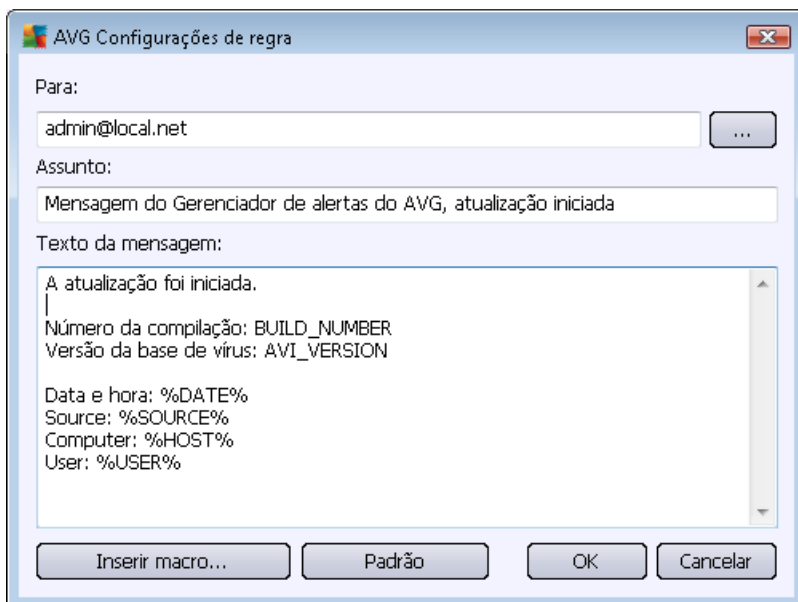 AVG Configurações de regra
Para:
admin@local.net
...
Assunto:
Mensagem do Gerenciador de alertas do AVG, atualização iniciada
Texto da mensagem:
A atualização foi iniciada.
Número da compilação: BUILD_NUMBER
Versão da base de vírus: AVI_VERSION
Data e hora: %DATE%
Source: %SOURCE%
Computer: %HOST%
User: %USER%
Inserir macro... Padrão OK Cancelar